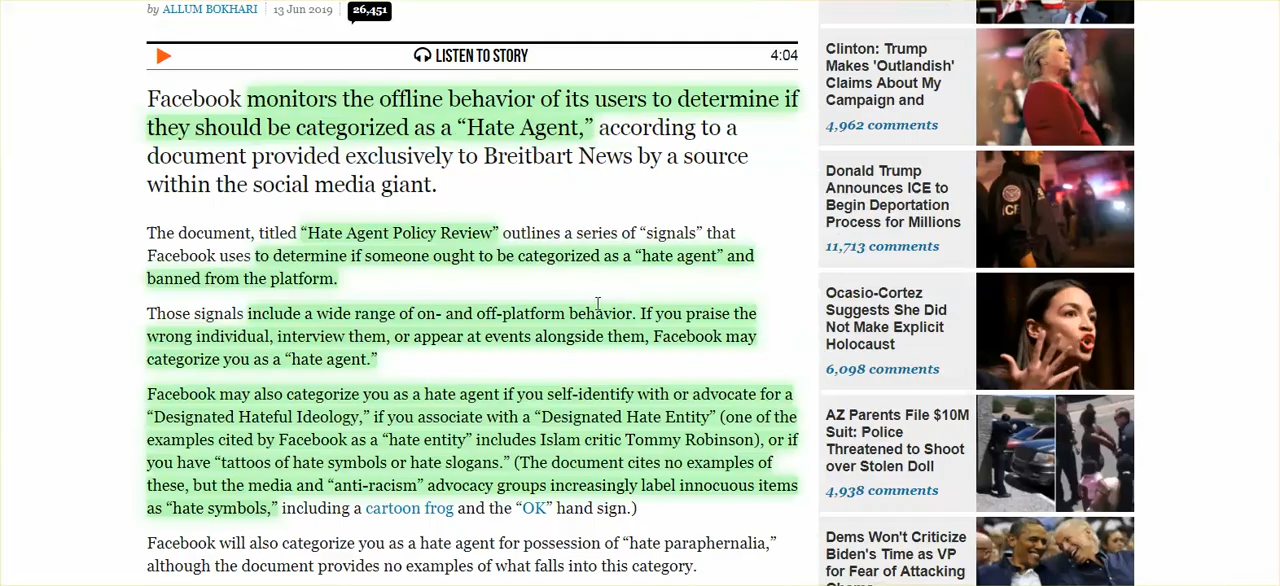 by ALLUM BOKHARI 13 Jun 2019 26,451
LISTEN TO STORY 4:04
Facebook monitors the offline behavior of its users to determine if
they should be categorized as a “Hate Agent,” according to a
document provided exclusively to Breitbart News by a source
within the social media giant.
The document, titled “Hate Agent Policy Review” outlines a series of “signals” that
Facebook uses to determine if someone ought to be categorized as a “hate agent” and
banned from the platform.
Those signals include a wide range of on- and off-platform behavior. If you praise the
wrong individual, interview them, or appear at events alongside them, Facebook may
categorize you as a “hate agent.”
Facebook may also categorize you as a hate agent if you self-identify with or advocate for a
“Designated Hateful Ideology,” if you associate with a “Designated Hate Entity” (one of the
examples cited by Facebook as a “hate entity” includes Islam critic Tommy Robinson), or if
you have “tattoos of hate symbols or hate slogans.” (The document cites no examples of
these, but the media and “anti-racism” advocacy groups increasingly label innocuous items
as “hate symbols,” including a cartoon frog and the “OK” hand sign.)
Facebook will also categorize you as a hate agent for possession of “hate paraphernalia,”
although the document provides no examples of what falls into this category.
Clinton: Trump
Makes 'Outlandish'
Claims About My
Campaign and
4,962 comments
Donald Trump
Announces ICE to
Begin Deportation
Process for Millions
11,713 comments
ICE
Ocasio-Cortez
Suggests She Did
Not Make Explicit
Holocaust
6,098 comments
AZ Parents File $10M
Suit: Police
Threatened to Shoot
over Stolen Doll
4,938 comments
Dems Won't Criticize
Biden's Time as VP
for Fear of Attacking